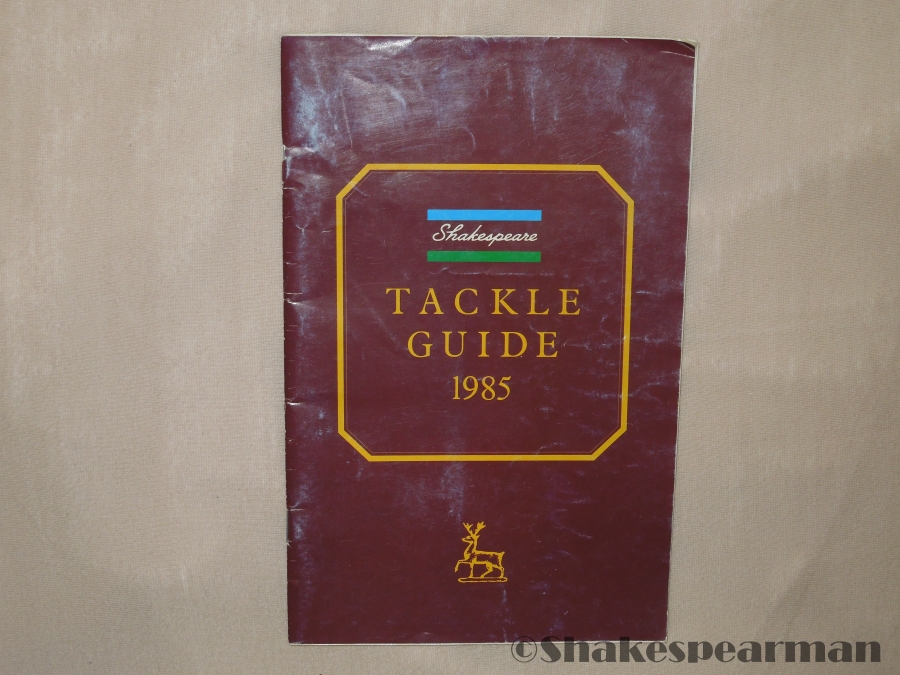 Shakespeare
TACKLE
GUIDE
1985
©Shakespearman